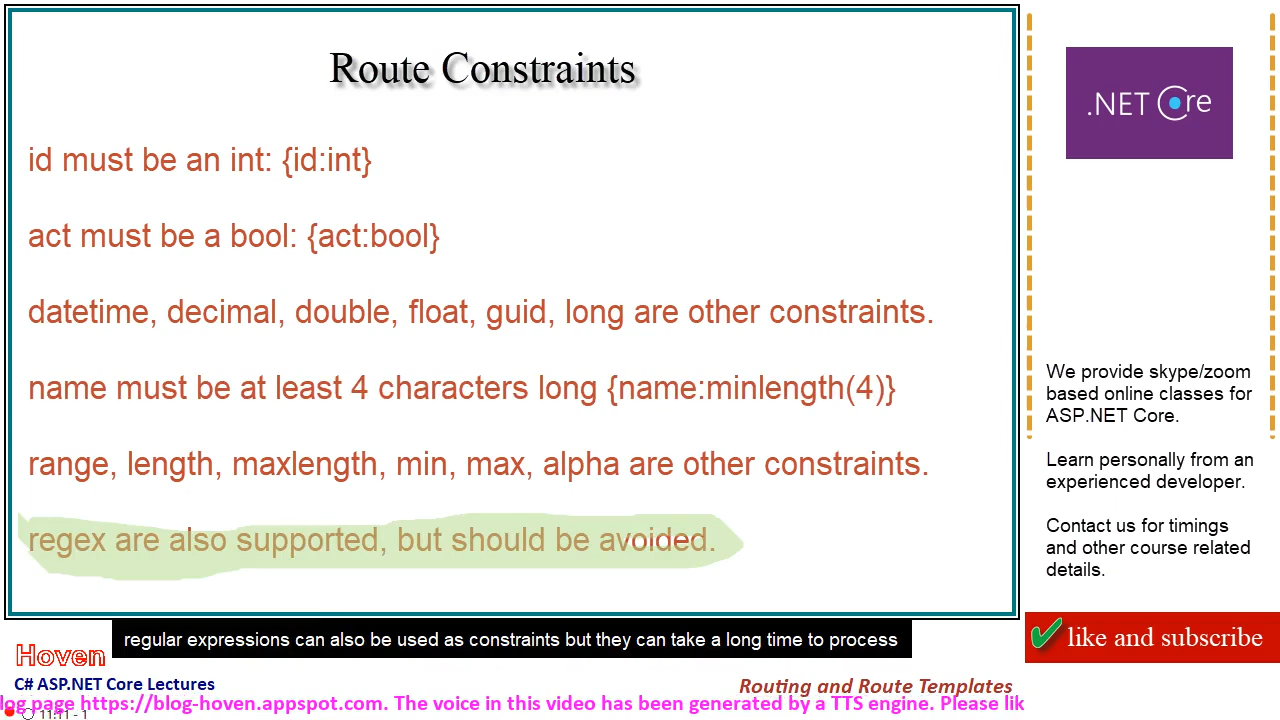 Route Constraints
id must be an int: {id:int}
act must be a bool: {act:bool}
datetime, decimal, double, float, guid, long are other constraints.
name must be at least 4 characters long {name:minlength(4)}
range, length, maxlength, min, max, alpha are other constraints.
regex are also supported, but should be avoided.
.NET Core
We provide skype/zoom
based online classes for
ASP.NET Core.
Learn personally from an
experienced developer.
Contact us for timings
and other course related
details.
like and subscribe
regular expressions can also be used as constraints but they can take a long time to process
Hoven
C# ASP.NET Core Lectures
Routing and Route Templates
log page https://blog-hoven.appspot.com. The voice in this video has been generated by a TTS engine. Please lik
11:11 - 1